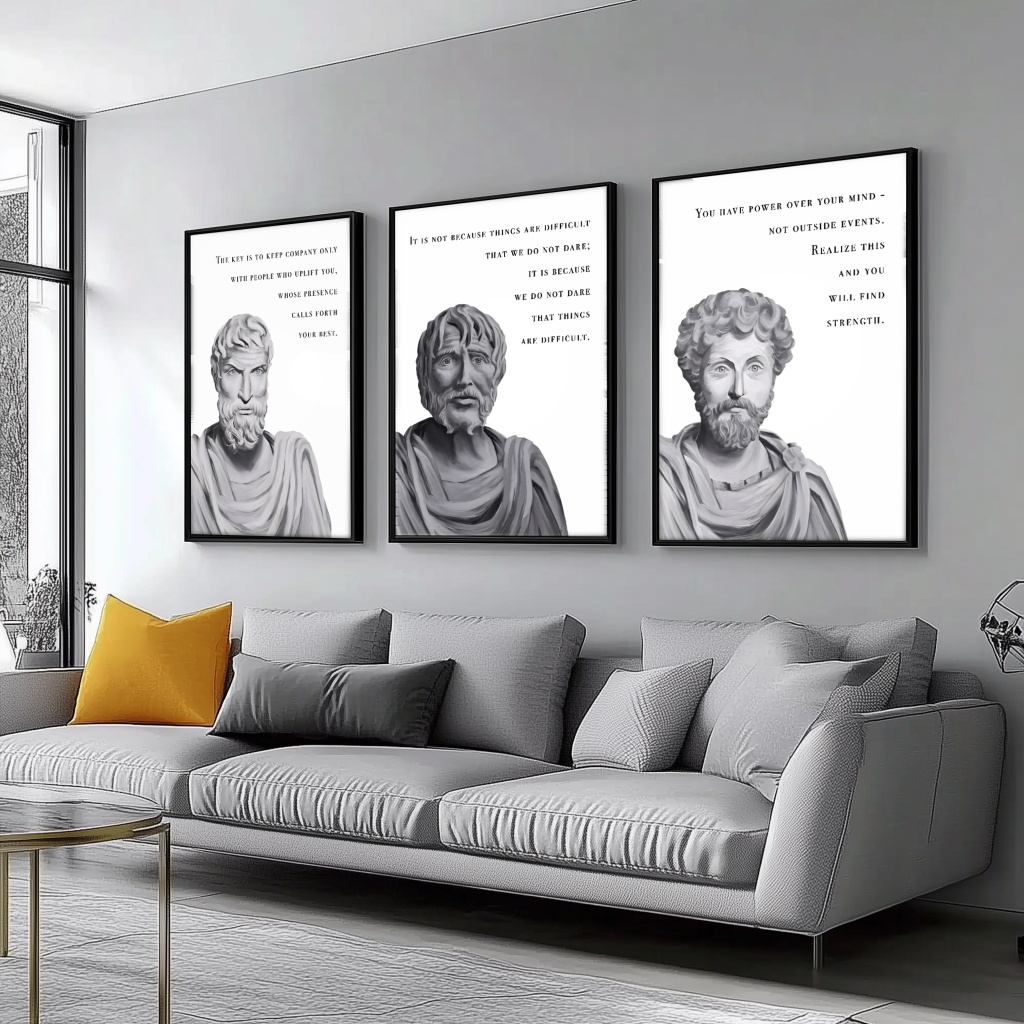 The key is to keep company only
with people who uplift you,
whose presence
calls forth
your best.
It is not because things are difficult
that we do not dare;
it is because
we do not dare
that things
are difficult.
You have power over your mind -
not outside events.
Realize this
and you
will find
strength.